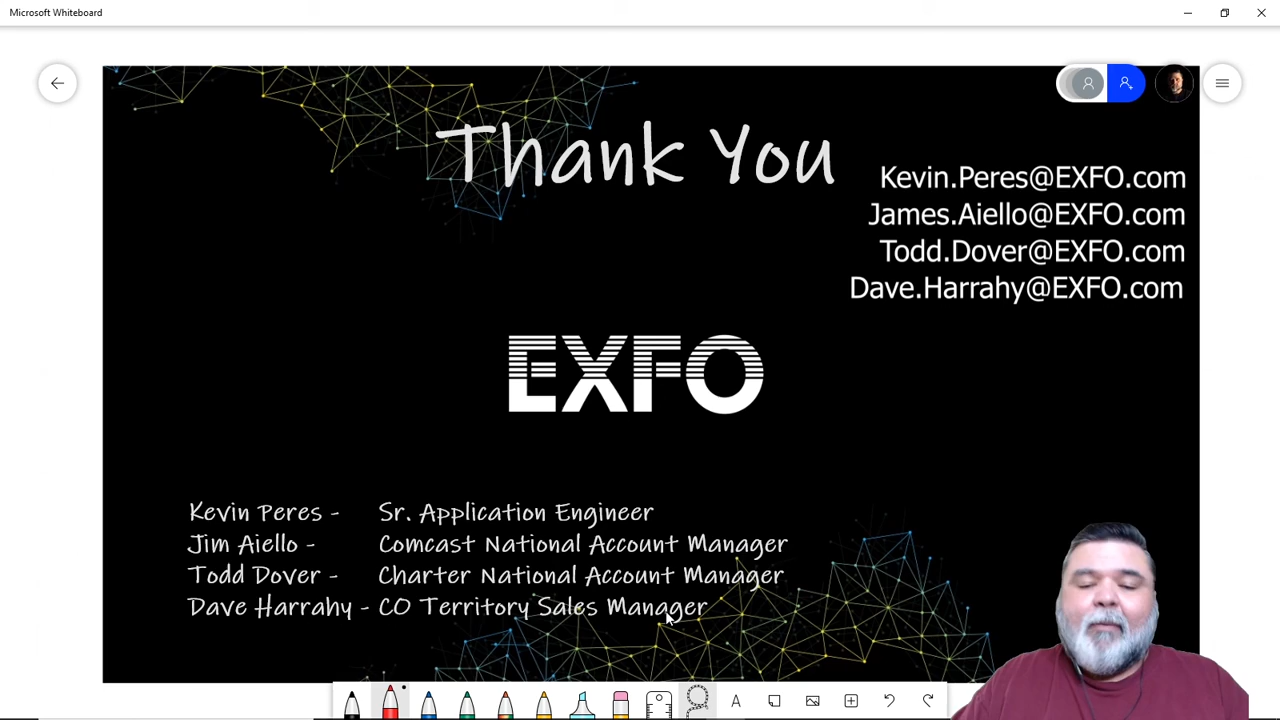 Microsoft Whiteboard
Thank You
Kevin.Peres@EXFO.com
James.Aiello@EXFO.com
Todd.Dover@EXFO.com
Dave.Harrahy@EXFO.com
EXFO
Kevin Peres - Sr. Application Engineer
Jim Aiello - Comcast National Account Manager
Todd Dover - Charter National Account Manager
Dave Harrahy - CO Territory Sales Manager